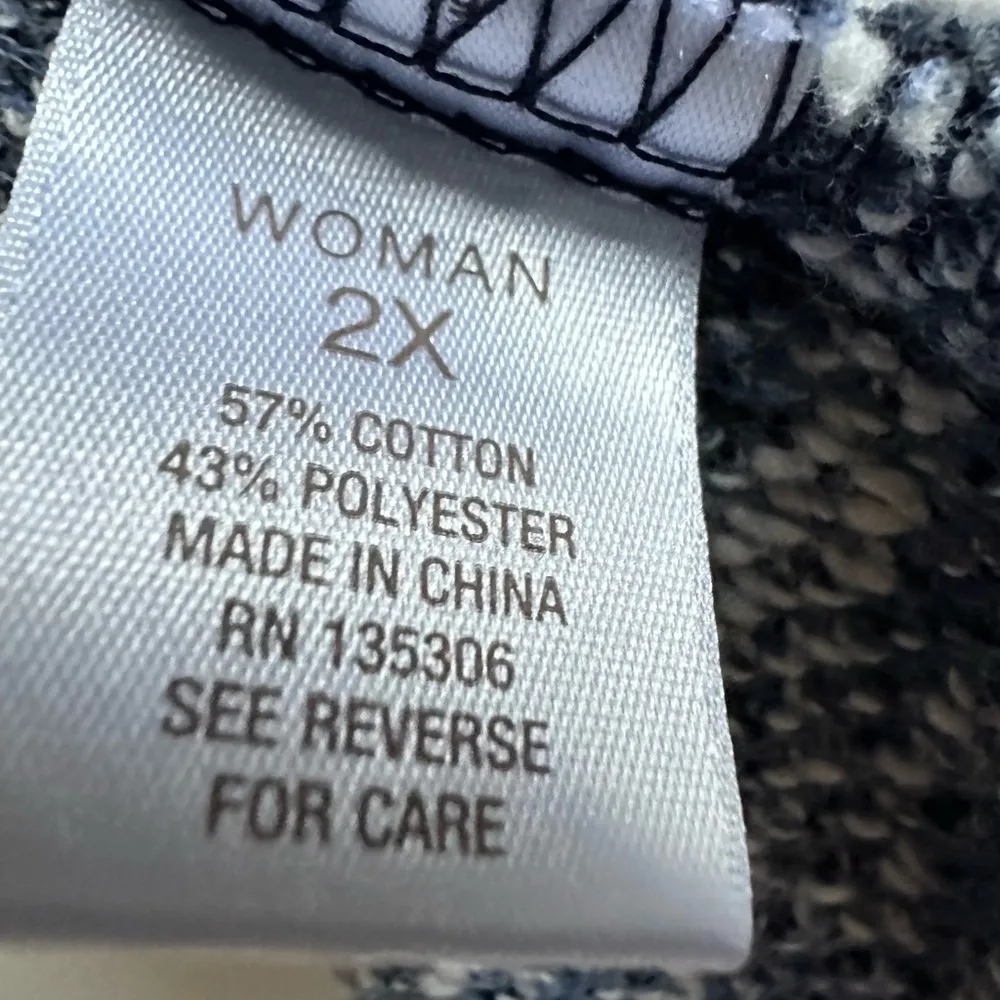 WOMAN
2X
57% COTTON
43% POLYESTER
MADE IN CHINA
RN 135306
SEE REVERSE
FOR CARE